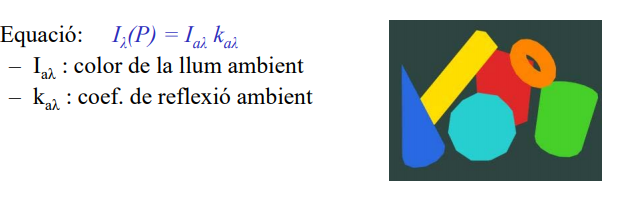 Equació: Iλ(P) = Iaλ kaλ
– Iaλ : color de la llum ambient
– kaλ : coef. de reflexió ambient